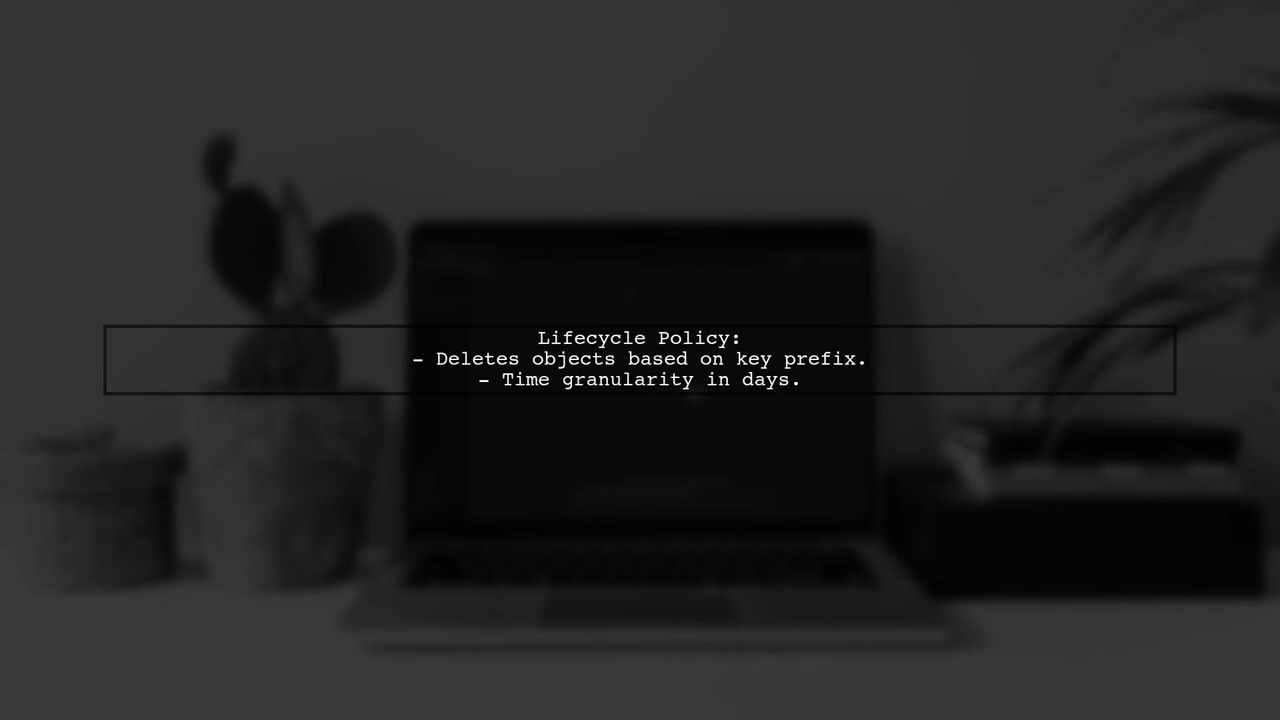 Lifecycle Policy:
- Deletes objects based on key prefix.
- Time granularity in days.